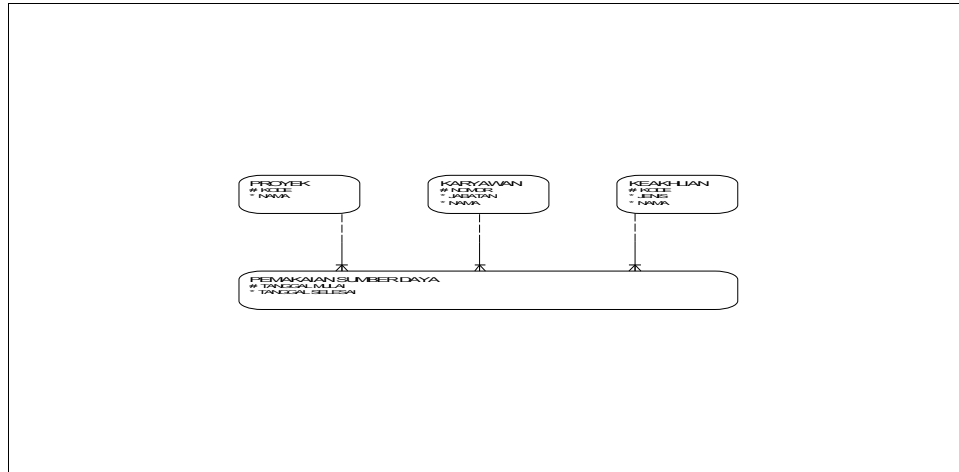 PROYEK
# KODE
* NAMA
KARYAWAN
# NOMOR
* JABATAN
* NAMA
KEAKHLIAN
# KODE
* JENIS
* NAMA
PEMAKAIAN SUMBER DAYA
# TANGGAL MULAI
* TANGGAL SELESAI